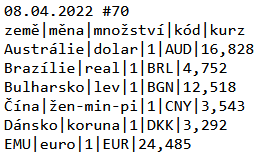 08.04.2022 #70
země|měna|množství|kód|kurz
Austrálie|dolar|1|AUD|16,828
Brazílie|real|1|BRL|4,752
Bulharsko|lev|1|BGN|12,518
Čína|žen-min-pi|1|CNY|3,543
Dánsko|koruna|1|DKK|3,292
EMU|euro|1|EUR|24,485